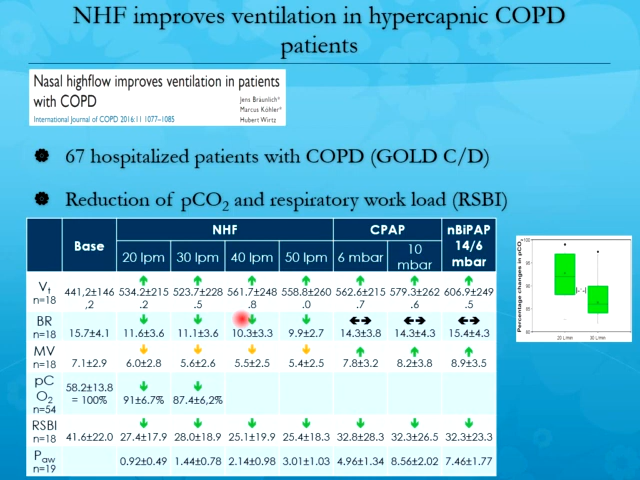 NHF improves ventilation in hypercapnic COPD
patients
Nasal highflow improves ventilation in patients
with COPD
Jens Bräunlich*
Marcus Köhler*
Hubert Wirtz
International Journal of COPD 2016:11 1077–1085
67 hospitalized patients with COPD (GOLD C/D)
Reduction of pCO2 and respiratory work load (RSBI)
Base NHF CPAP nBiPAP 14/6 mbar
20 lpm 30 lpm 40 lpm 50 lpm 6 mbar 10 mbar
Vt n=18 441,2±146,2 534.2±215.2 523.7±228.5 561.7±248.8 558.8±260.0 562.6±215.7 579.3±262.6 606.9±249.5
BR n=18 15.7±4.1 11.6±3.6 11.1±3.6 10.3±3.3 9.9±2.7 14.3±3.8 14.3±4.3 15.4±4.3
MV n=18 7.1±2.9 6.0±2.8 5.6±2.6 5.5±2.5 5.4±2.5 7.8±3.2 8.2±3.8 8.9±3.5
pCO2 n=54 58.2±13.8 = 100% 91±6.7% 87.4±6,2%
RSBI n=18 41.6±22.0 27.4±17.9 28.0±18.9 25.1±19.9 25.4±18.3 32.8±28.3 32.3±26.5 32.3±23.3
Paw n=19 0.92±0.49 1.44±0.78 2.14±0.98 3.01±1.03 4.96±1.34 8.56±2.02 7.46±1.77
Percentage changes in pCO2
20 L/min 30 L/min